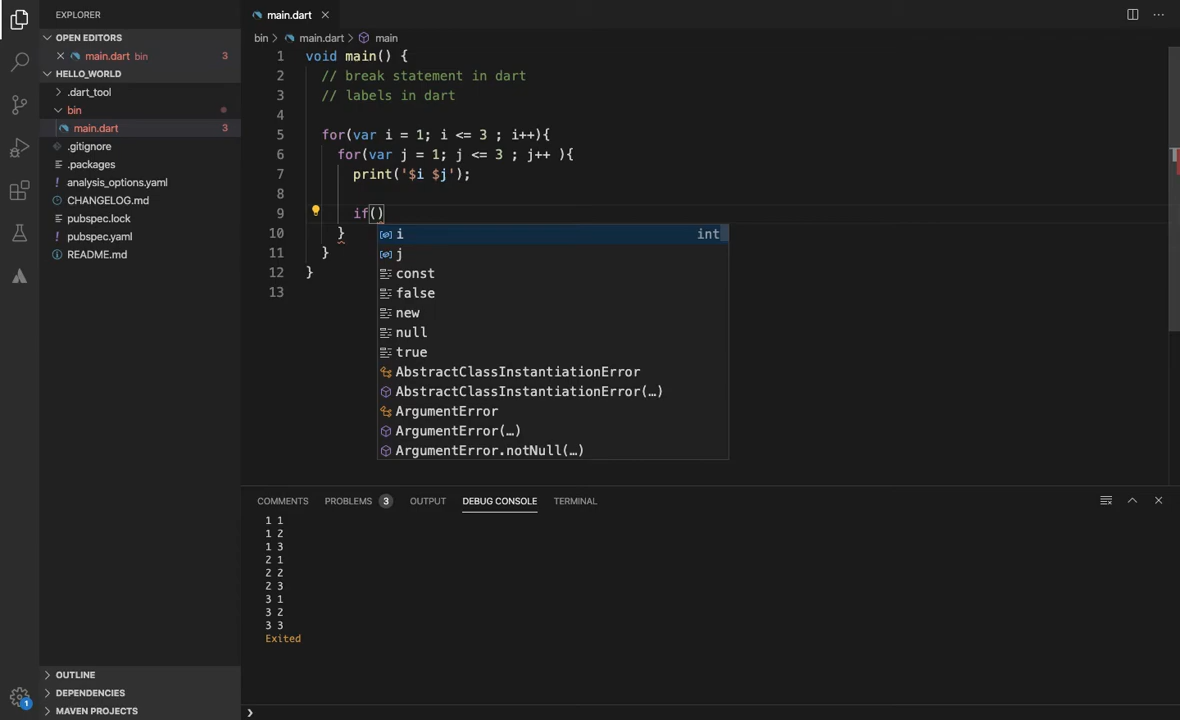 EXPLORER
OPEN EDITORS
main.dart bin 3
HELLO_WORLD
.dart_tool
bin
main.dart 3
.gitignore
.packages
analysis_options.yaml
CHANGELOG.md
pubspec.lock
pubspec.yaml
README.md
OUTLINE
DEPENDENCIES
MAVEN PROJECTS
1
main.dart
bin > main.dart > main
1 void main() {
2 // break statement in dart
3 // labels in dart
4
5 for(var i = 1; i <= 3 ; i++){
6 for(var j = 1; j <= 3 ; j++ ){
7 print('$i $j');
8
9 if()
10 }
11 }
12 }
13
i int
j
const
false
new
null
true
AbstractClassInstantiationError
AbstractClassInstantiationError(…)
ArgumentError
ArgumentError(…)
ArgumentError.notNull(…)
COMMENTS PROBLEMS 3 OUTPUT DEBUG CONSOLE TERMINAL
1 1
1 2
1 3
2 1
2 2
2 3
3 1
3 2
3 3
Exited